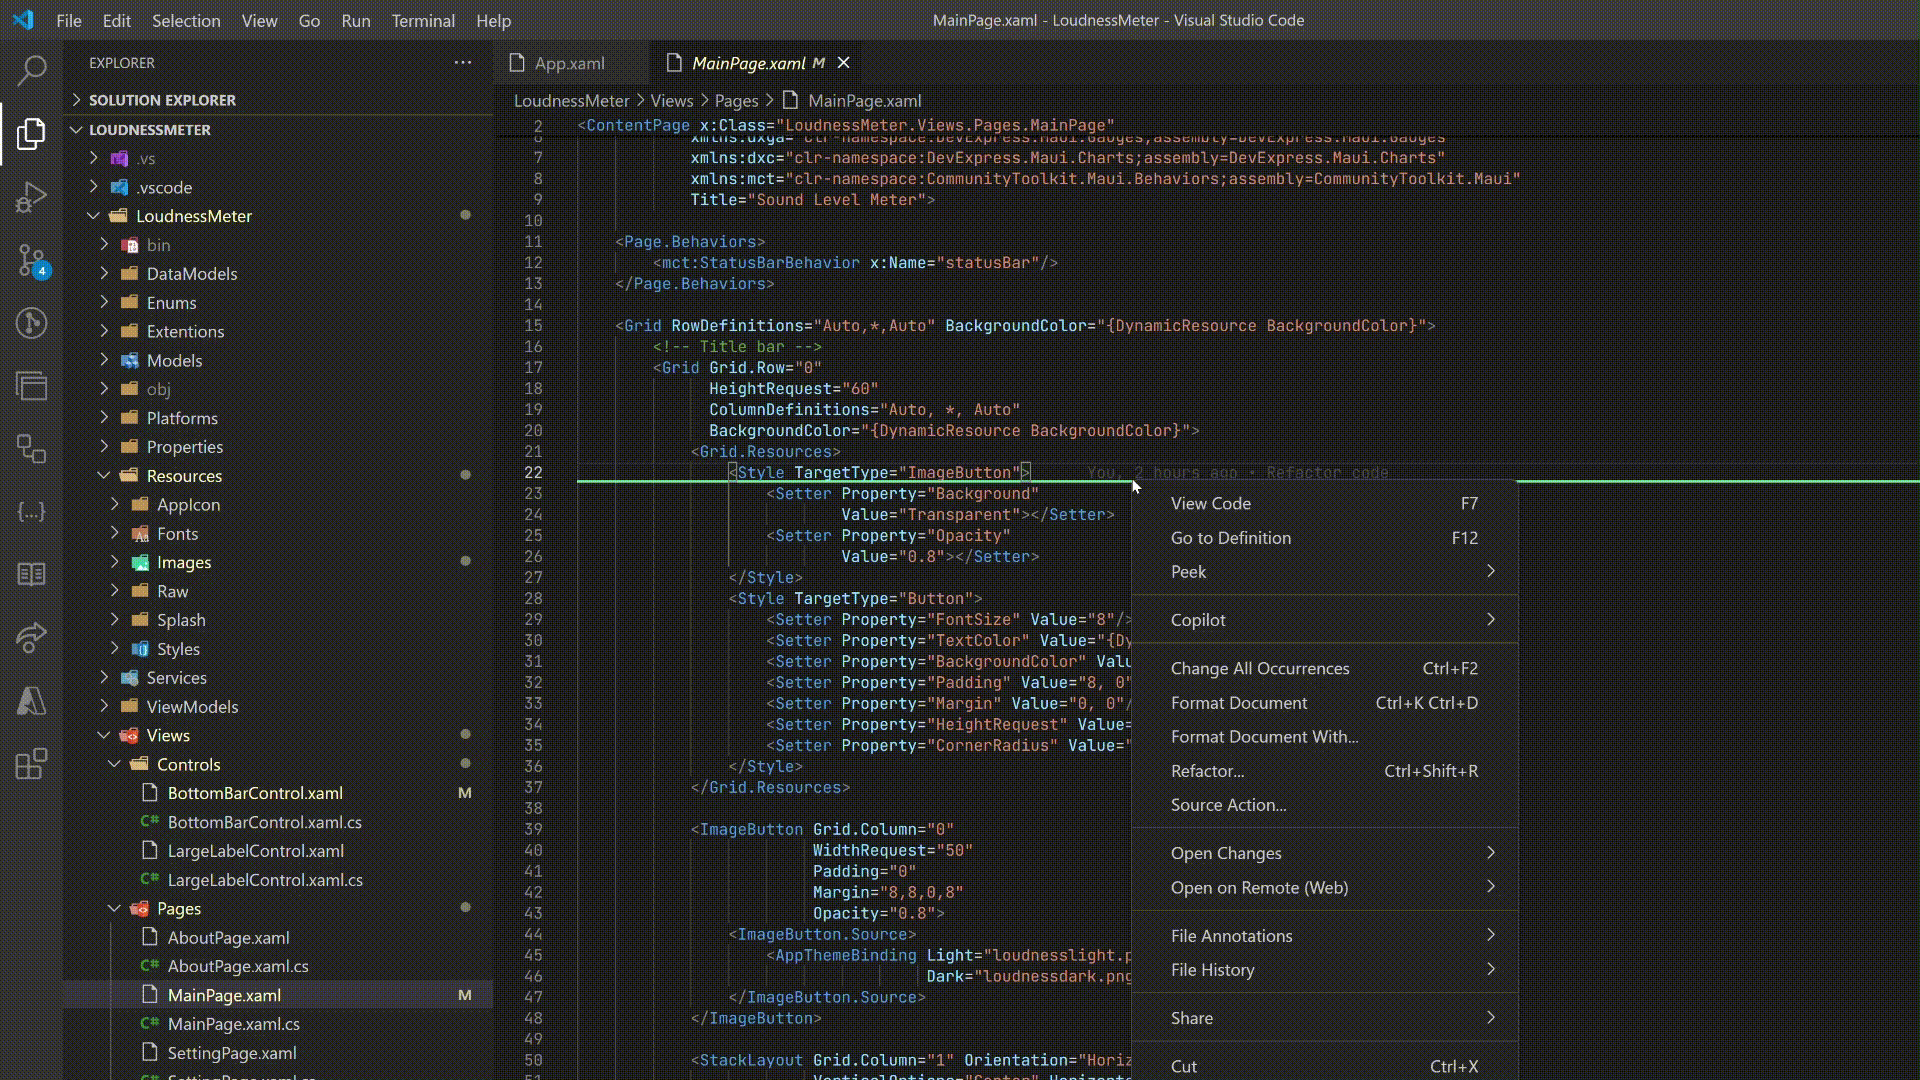 File Edit Selection View Go Run Terminal Help
MainPage.xaml - LoudnessMeter - Visual Studio Code
EXPLORER
SOLUTION EXPLORER
LOUDNESSMETER
.vs
.vscode
LoudnessMeter
bin
DataModels
Enums
Extentions
Models
obj
Platforms
Properties
Resources
AppIcon
Fonts
Images
Raw
Splash
Styles
Services
ViewModels
Views
Controls
BottomBarControl.xaml M
BottomBarControl.xaml.cs
LargeLabelControl.xaml
LargeLabelControl.xaml.cs
Pages
AboutPage.xaml
AboutPage.xaml.cs
MainPage.xaml M
MainPage.xaml.cs
SettingPage.xaml
SettingPage.xaml.cs
4
App.xaml
MainPage.xaml M
LoudnessMeter > Views > Pages > MainPage.xaml
2 <ContentPage x:Class="LoudnessMeter.Views.Pages.MainPage"
6 xmlns:dxga="clr-namespace:DevExpress.Maui.Gauges;assembly=DevExpress.Maui.Gauges"
7 xmlns:dxc="clr-namespace:DevExpress.Maui.Charts;assembly=DevExpress.Maui.Charts"
8 xmlns:mct="clr-namespace:CommunityToolkit.Maui.Behaviors;assembly=CommunityToolkit.Maui"
9 Title="Sound Level Meter">
10
11 <Page.Behaviors>
12 <mct:StatusBarBehavior x:Name="statusBar"/>
13 </Page.Behaviors>
14
15 <Grid RowDefinitions="Auto,*,Auto" BackgroundColor="{DynamicResource BackgroundColor}">
16 <!-- Title bar -->
17 <Grid Grid.Row="0"
18 HeightRequest="60"
19 ColumnDefinitions="Auto, *, Auto"
20 BackgroundColor="{DynamicResource BackgroundColor}">
21 <Grid.Resources>
22 <Style TargetType="ImageButton"> You, 2 hours ago • Refactor code
23 <Setter Property="Background"
24 Value="Transparent"></Setter>
25 <Setter Property="Opacity"
26 Value="0.8"></Setter>
27 </Style>
28 <Style TargetType="Button">
29 <Setter Property="FontSize" Value="8"/>
30 <Setter Property="TextColor" Value="{Dy
31 <Setter Property="BackgroundColor" Valu
32 <Setter Property="Padding" Value="8, 0"
33 <Setter Property="Margin" Value="0, 0"/
34 <Setter Property="HeightRequest" Value=
35 <Setter Property="CornerRadius" Value="
36 </Style>
37 </Grid.Resources>
38
39 <ImageButton Grid.Column="0"
40 WidthRequest="50"
41 Padding="0"
42 Margin="8,8,0,8"
43 Opacity="0.8">
44 <ImageButton.Source>
45 <AppThemeBinding Light="loudnesslight.p
46 Dark="loudnessdark.png
47 </ImageButton.Source>
48 </ImageButton>
49
50 <StackLayout Grid.Column="1" Orientation="Horiz
51 VerticalOptions="Center"
View Code F7
Go to Definition F12
Peek
Copilot
Change All Occurrences Ctrl+F2
Format Document Ctrl+K Ctrl+D
Format Document With...
Refactor... Ctrl+Shift+R
Source Action...
Open Changes
Open on Remote (Web)
File Annotations
File History
Share
Cut Ctrl+X